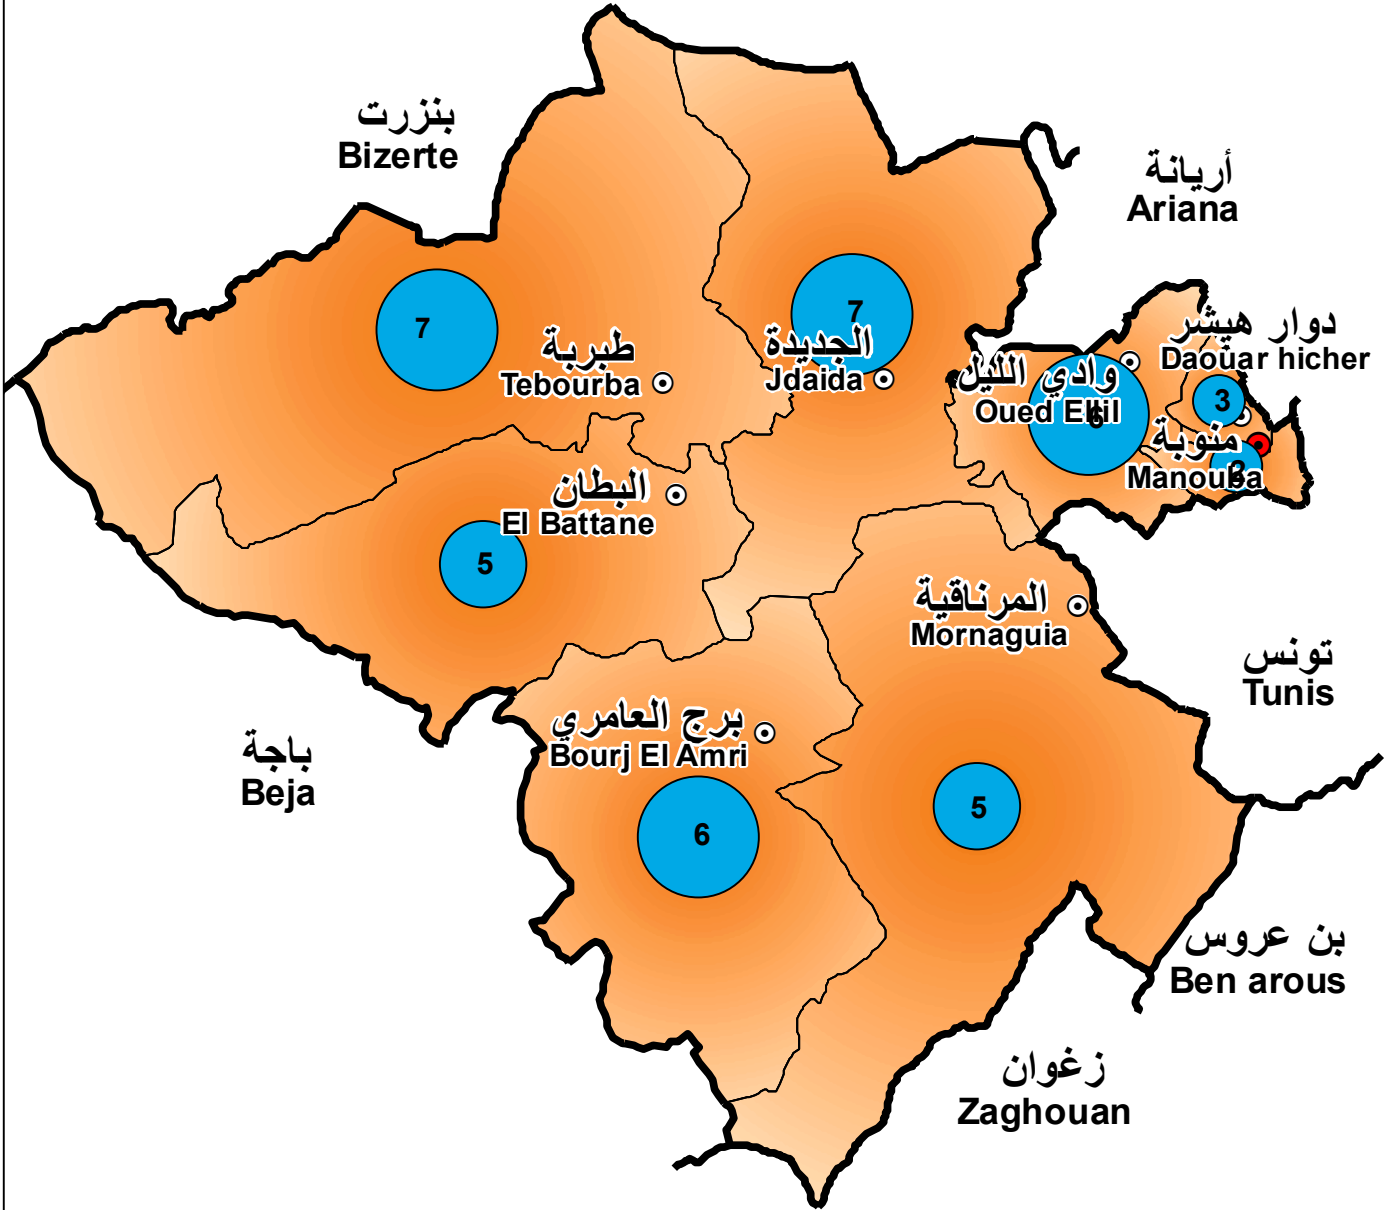 بنزرت
Bizerte
أريانة
Ariana
7
7
طبربة
Tebourba
الجديدة
Jdaida
وادي الليل
Oued Ellil
6
دوار هيشر
Daouar hicher
3
منوبة
Manouba
البطان
El Battane
5
المرناقية
Mornaguia
5
تونس
Tunis
برج العامري
Bourj El Amri
6
باجة
Beja
بن عروس
Ben arous
زغوان
Zaghouan